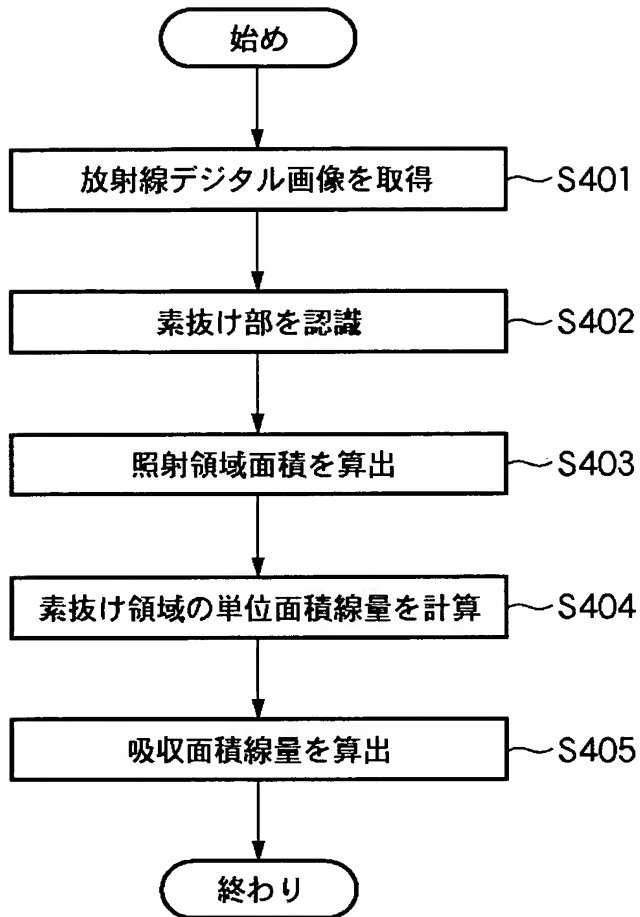 始め
放射線デジタル画像を取得
S401
素抜け部を認識
S402
照射領域面積を算出
S403
素抜け領域の単位面積線量を計算
S404
吸収面積線量を算出
S405
終わり